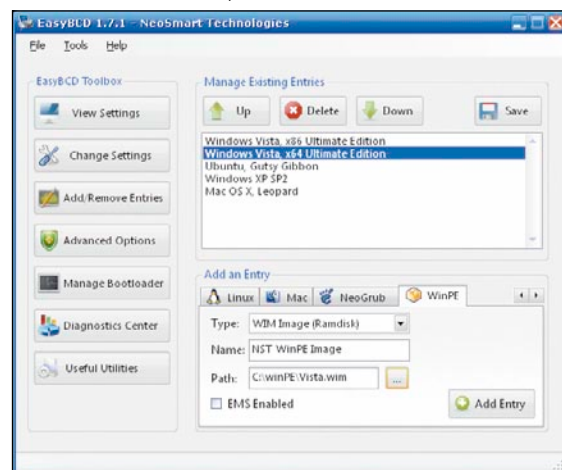 EasyBCD 1.7.1 - NeoSmart Technologies
File Tools Help
EasyBCD Toolbox
View Settings
Change Settings
Add/Remove Entries
Advanced Options
Manage Bootloader
Diagnostics Center
Useful Utilities
Manage Existing Entries
Up Delete Down Save
Windows Vista, x86 Ultimate Edition
Windows Vista, x64 Ultimate Edition
Ubuntu, Gutsy Gibbon
Windows XP SP2
Mac OS X, Leopard
Add an Entry
Linux Mac NeoGrub WinPE
Type: WIM Image (Ramdisk)
Name: NST WinPE Image
Path: C:\winPE\Vista.wim ...
EMS Enabled
Add Entry